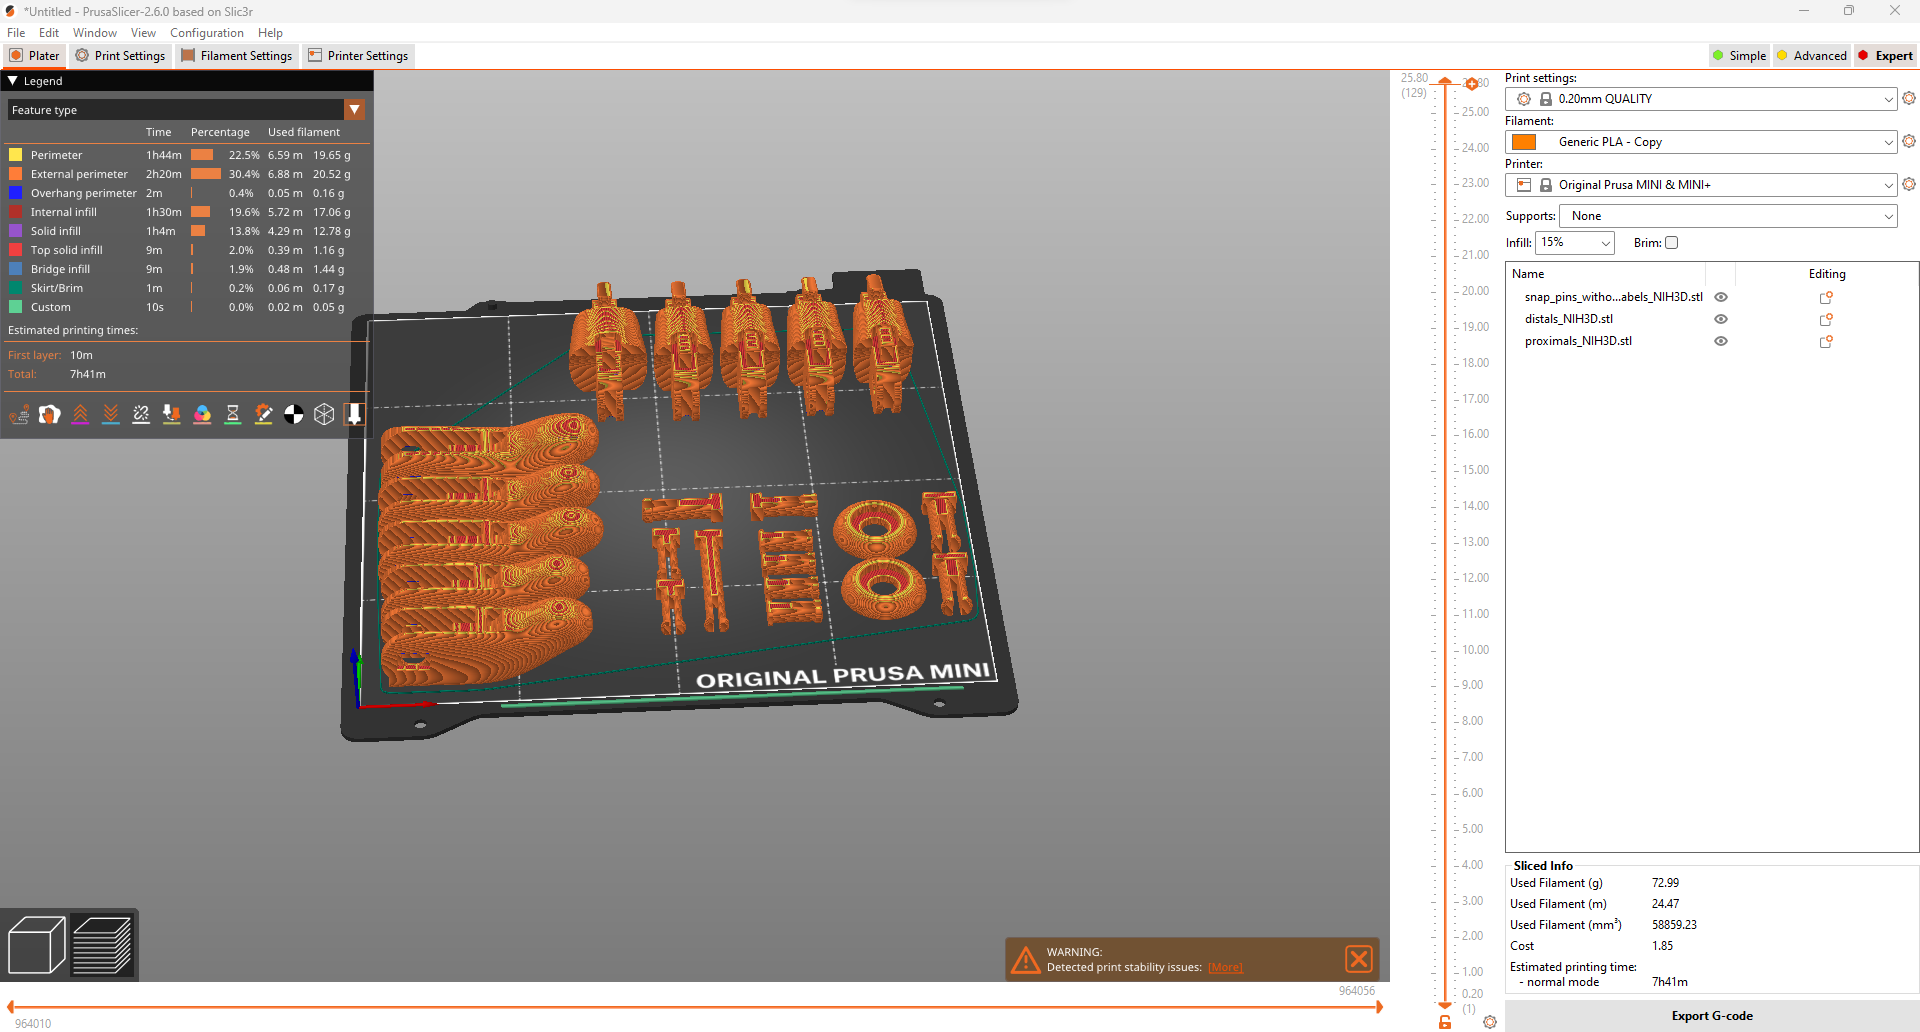 *Untitled - PrusaSlicer-2.6.0 based on Slic3r
File Edit Window View Configuration Help
Plater Print Settings Filament Settings Printer Settings
Simple Advanced Expert
Legend
Feature type
Time Percentage Used filament
Perimeter 1h44m 22.5% 6.59 m 19.65 g
External perimeter 2h20m 30.4% 6.88 m 20.52 g
Overhang perimeter 2m 0.4% 0.05 m 0.16 g
Internal infill 1h30m 19.6% 5.72 m 17.06 g
Solid infill 1h4m 13.8% 4.29 m 12.78 g
Top solid infill 9m 2.0% 0.39 m 1.16 g
Bridge infill 9m 1.9% 0.48 m 1.44 g
Skirt/Brim 1m 0.2% 0.06 m 0.17 g
Custom 10s 0.0% 0.02 m 0.05 g
Estimated printing times:
First layer: 10m
Total: 7h41m
ORIGINAL PRUSA MINI
WARNING:
Detected print stability issues: [More]
964056
964010
25.80
(129)
25.00
24.00
23.00
22.00
21.00
20.00
19.00
18.00
17.00
16.00
15.00
14.00
13.00
12.00
11.00
10.00
9.00
8.00
7.00
6.00
5.00
4.00
3.00
2.00
1.00
0.20
(1)
Print settings:
0.20mm QUALITY
Filament:
Generic PLA - Copy
Printer:
Original Prusa MINI & MINI+
Supports: None
Infill: 15% Brim:
Name Editing
snap_pins_witho...abels_NIH3D.stl
distals_NIH3D.stl
proximals_NIH3D.stl
Sliced Info
Used Filament (g) 72.99
Used Filament (m) 24.47
Used Filament (mm³) 58859.23
Cost 1.85
Estimated printing time:
- normal mode 7h41m
Export G-code